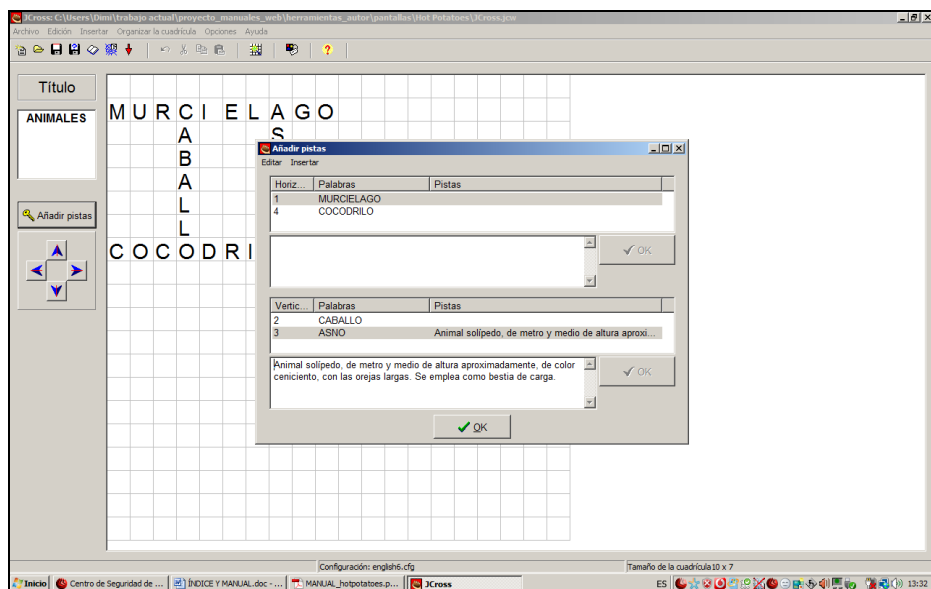 JCross: C:\Users\Dimi\trabajo actual\proyecto_manuales_web\herramientas_autor\pantallas\Hot Potatoes\JCross.jcw
Archivo Edición Insertar Organizar la cuadrícula Opciones Ayuda
Título
ANIMALES
Añadir pistas
MURCIELAGO
A S
B
A
L
L
COCODRI
Añadir pistas
Editar Insertar
Horiz... Palabras Pistas
1 MURCIELAGO
4 COCODRILO
OK
Vertic... Palabras Pistas
2 CABALLO
3 ASNO Animal solípedo, de metro y medio de altura aproxi...
Animal solípedo, de metro y medio de altura aproximadamente, de color
ceniciento, con las orejas largas. Se emplea como bestia de carga.
OK
OK
Configuración: english6.cfg
Tamaño de la cuadrícula10 x 7
Inicio
Centro de Seguridad de ...
ÍNDICE Y MANUAL.doc - ...
MANUAL_hotpotatoes.p...
JCross
ES
13:32